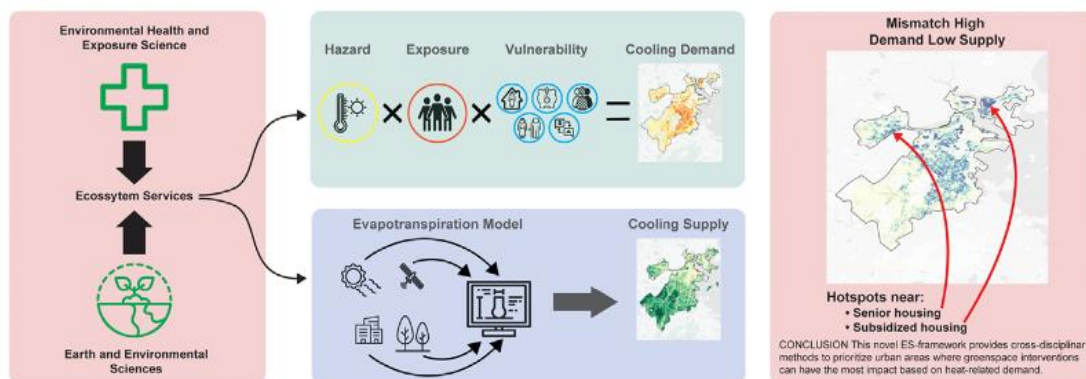 Environmental Health and
Exposure Science
Ecossytem Services
Earth and Environmental
Sciences
Hazard
Exposure
Vulnerability
Cooling Demand
Evapotranspiration Model
Cooling Supply
Mismatch High
Demand Low Supply
Hotspots near:
• Senior housing
• Subsidized housing
CONCLUSION This novel ES-framework provides cross-disciplinar
methods to prioritize urban areas where greenspace interventions
can have the most impact based on heat-related demand.